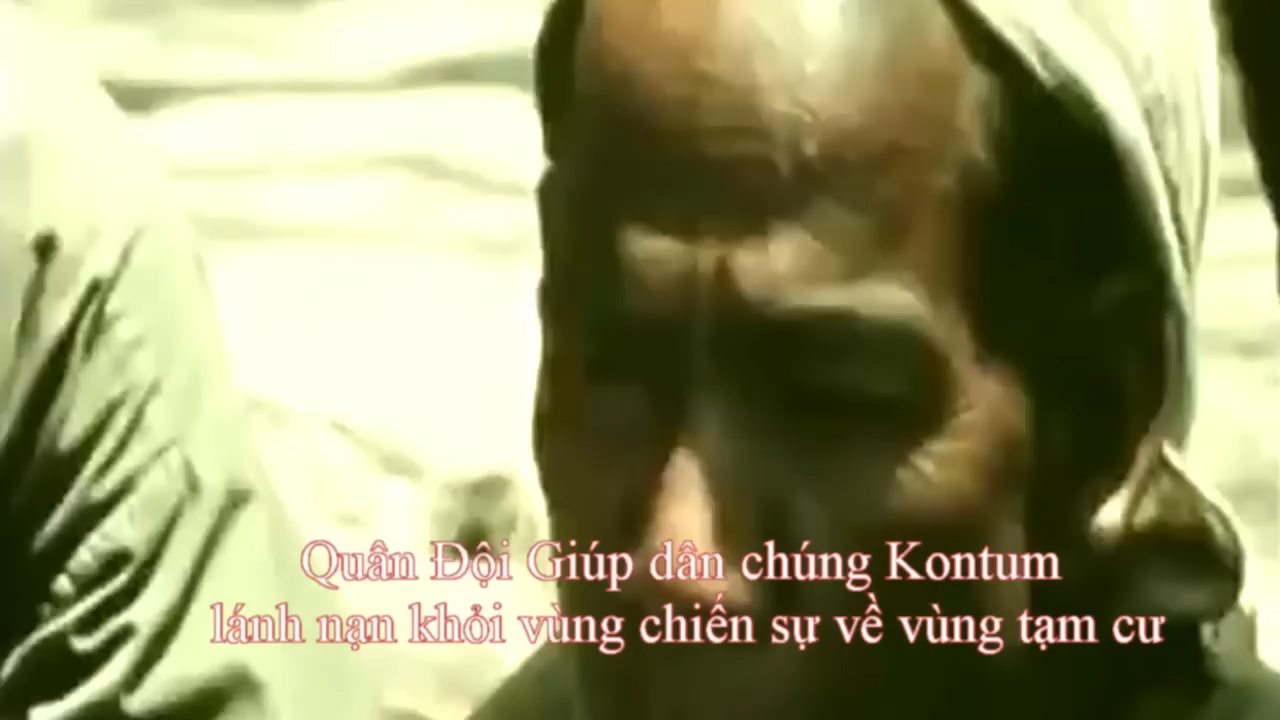 Quân Đội Giúp dân chúng Kontum
lánh nạn khỏi vùng chiến sự về vùng tạm cư